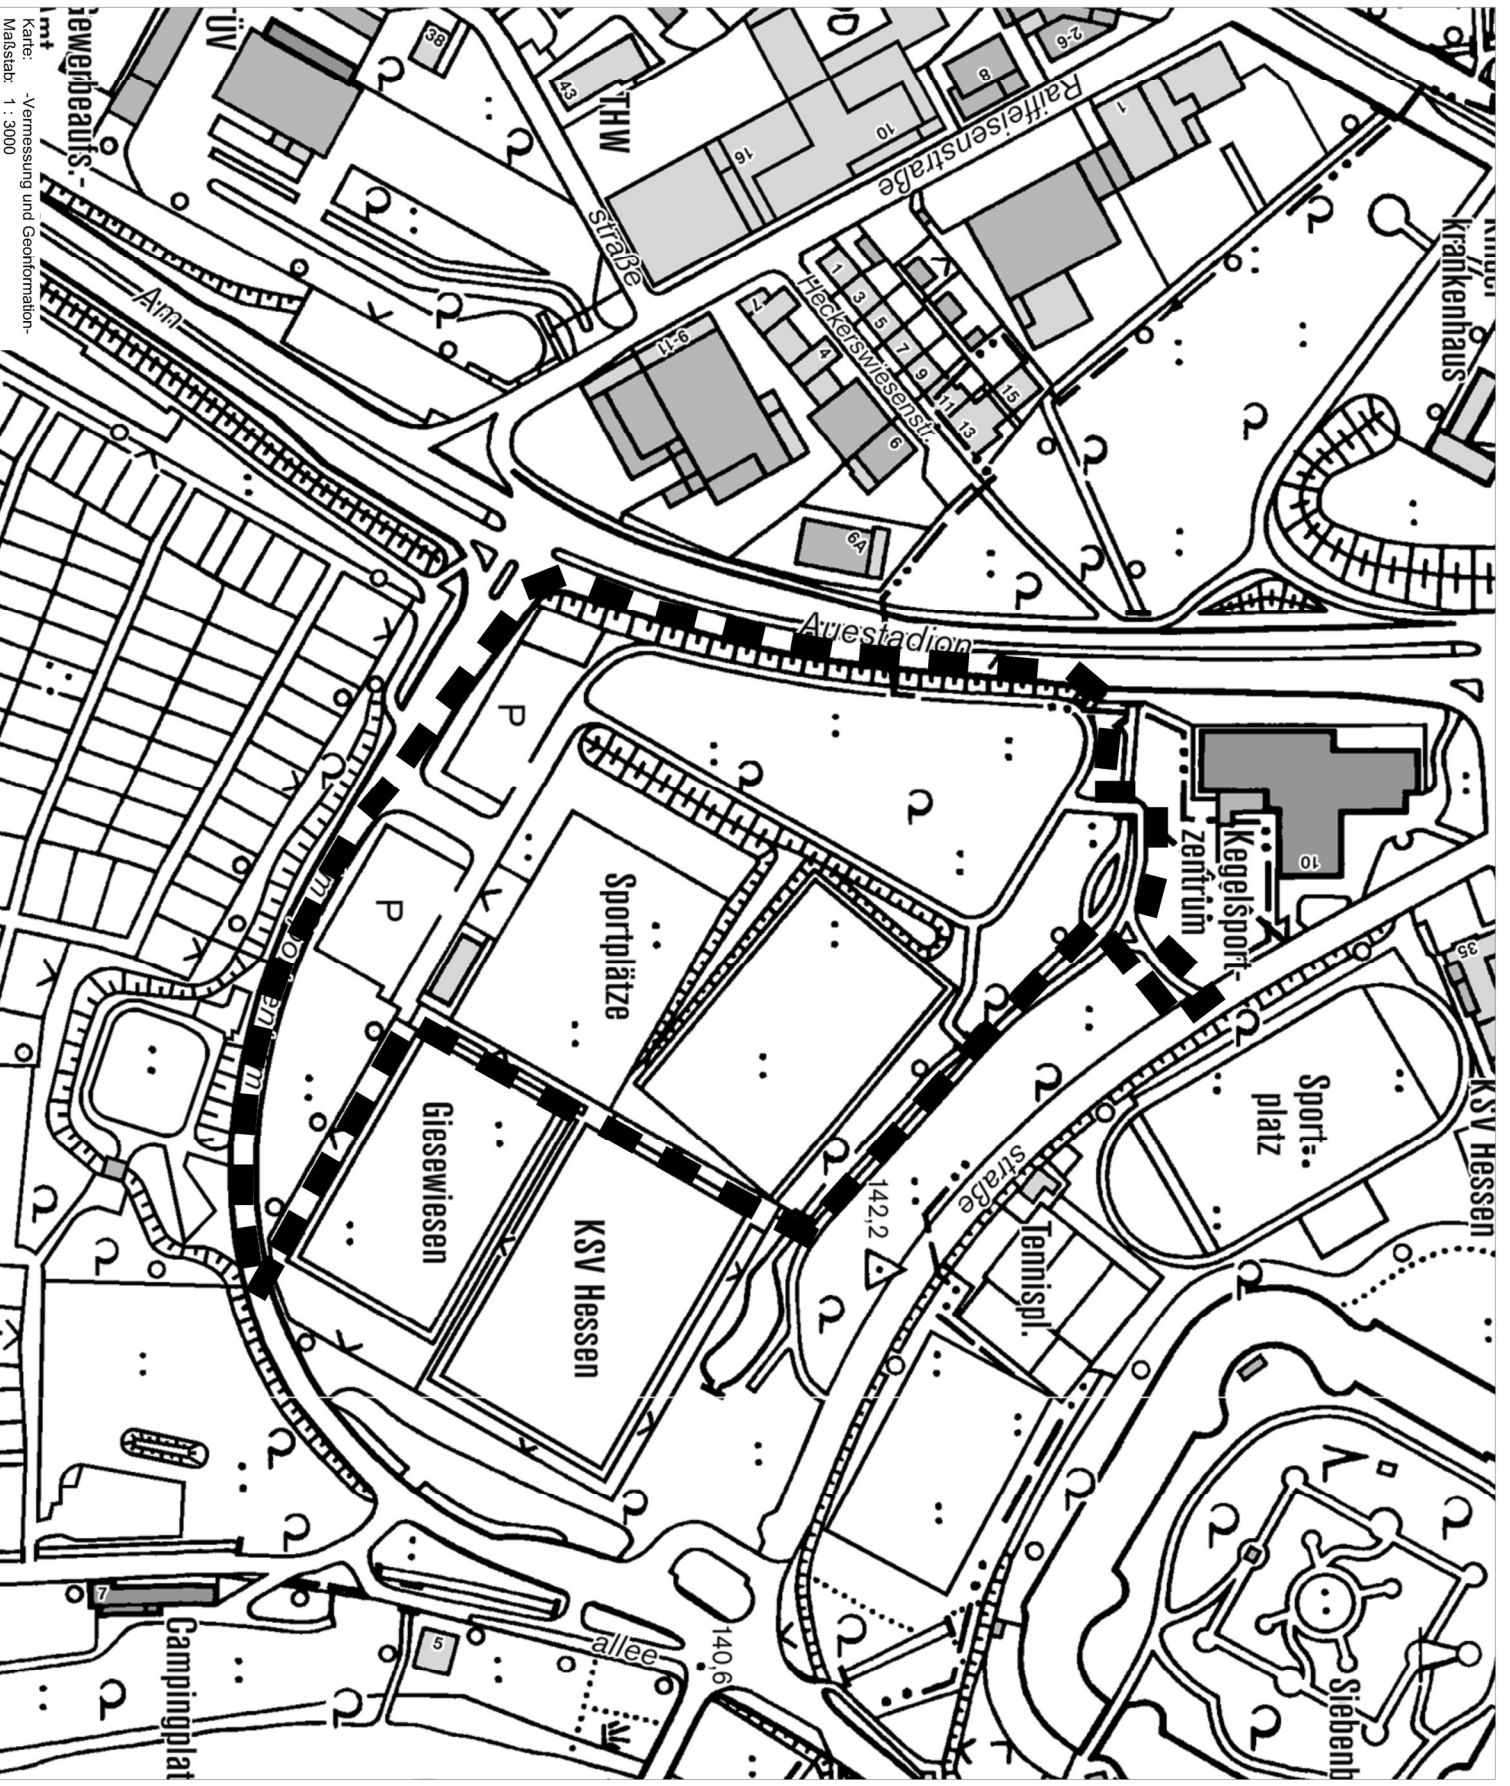 Karte: -Vermessung und Geoinformation-
Maßstab: 1 : 3000
Gewerbeaufs.-
amt
TÜV
38
43
THW
straße
16
10
8
2-6
Raiffeisenstraße
1
krankenhaus
Am
9-11
7
4
6
1
3
5
7
9
11
13
15
Heckerswiesenstr.
6A
Auestadion
P
P
Sportplätze
Kegelsport-
zentrum
10
35
Sport-
platz
KSV Hessen
Giesewiesen
KSV Hessen
142,2
straße
Tennispl.
7
Campingplat
5
allee
140,6
Siebenb